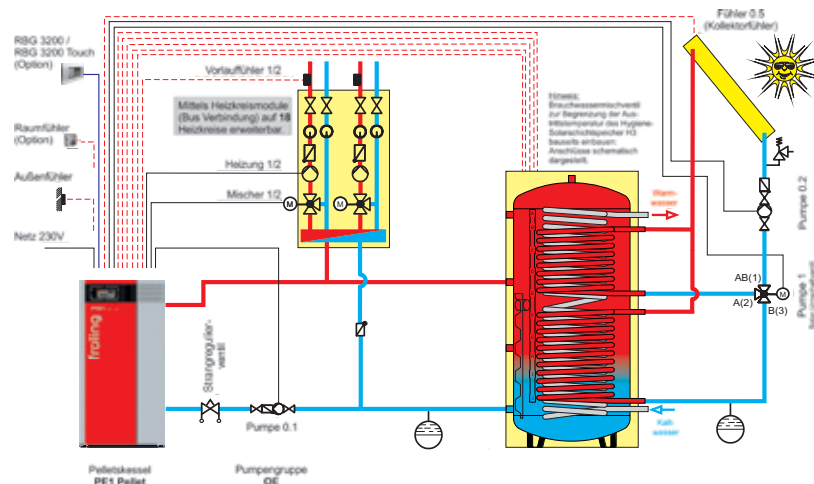 RBG 3200 /
RBG 3200 Touch
(Option)
Raumfühler
(Option)
Außenfühler
Netz 230V
Vorlauffühler 1/2
Mittels Heizkreismodule
(Bus Verbindung) auf 18
Heizkreise erweiterbar.
Heizung 1/2
Mischer 1/2
M
M
Hinweis:
Brauchwassermischventil
zur Begrenzung der Aus-
trittstemperatur des Hygiene-
Solarschichtspeicher H3
bauseits einbauen:
Anschlüsse schematisch
dargestellt.
Fühler 0.5
(Kollektorfühler)
Warm-
wasser
Pumpe 0.2
AB(1)
A(2)
M
B(3)
Pumpe 1
Kalt-
wasser
fröling
PE1
Strangregulier-
ventil
Pumpe 0.1
Pelletskessel
PE1 Pellet
Pumpengruppe
OE